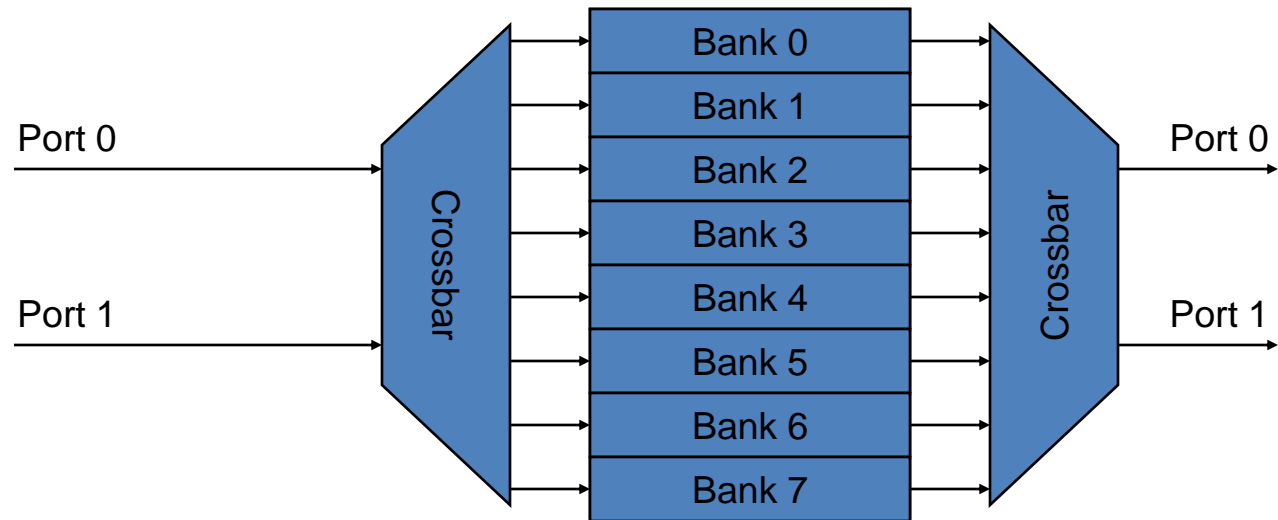 Port 0
Port 1
Crossbar
Bank 0
Bank 1
Bank 2
Bank 3
Bank 4
Bank 5
Bank 6
Bank 7
Crossbar
Port 0
Port 1